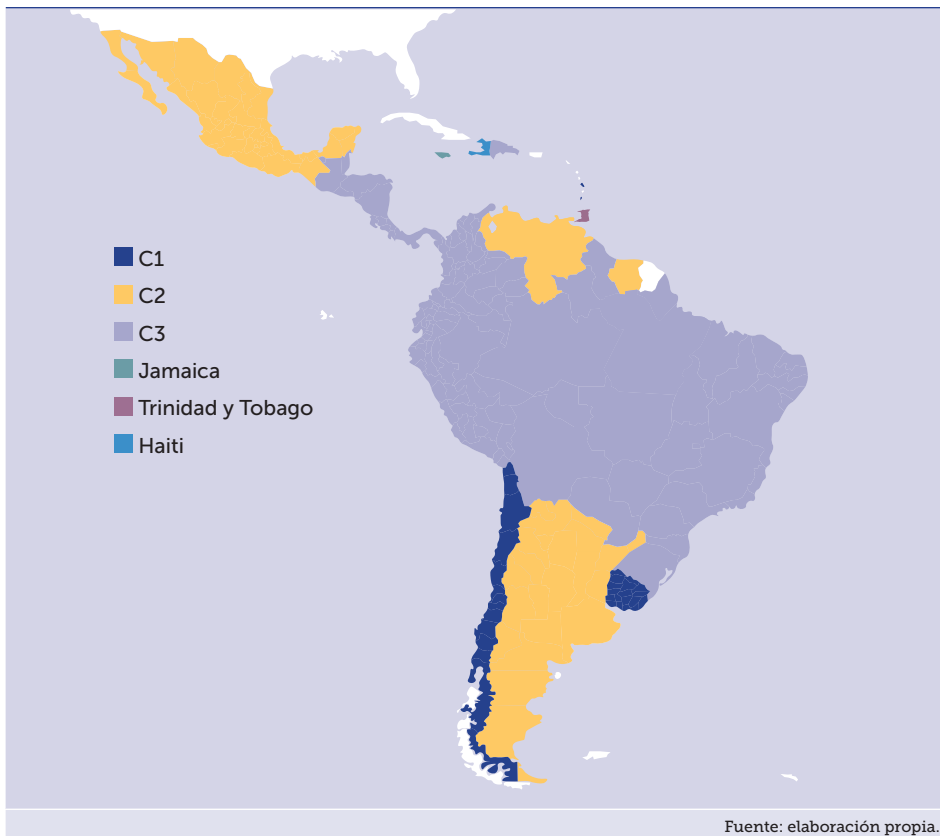 C1
C2
C3
Jamaica
Trinidad y Tobago
Haiti
Fuente: elaboración propia.